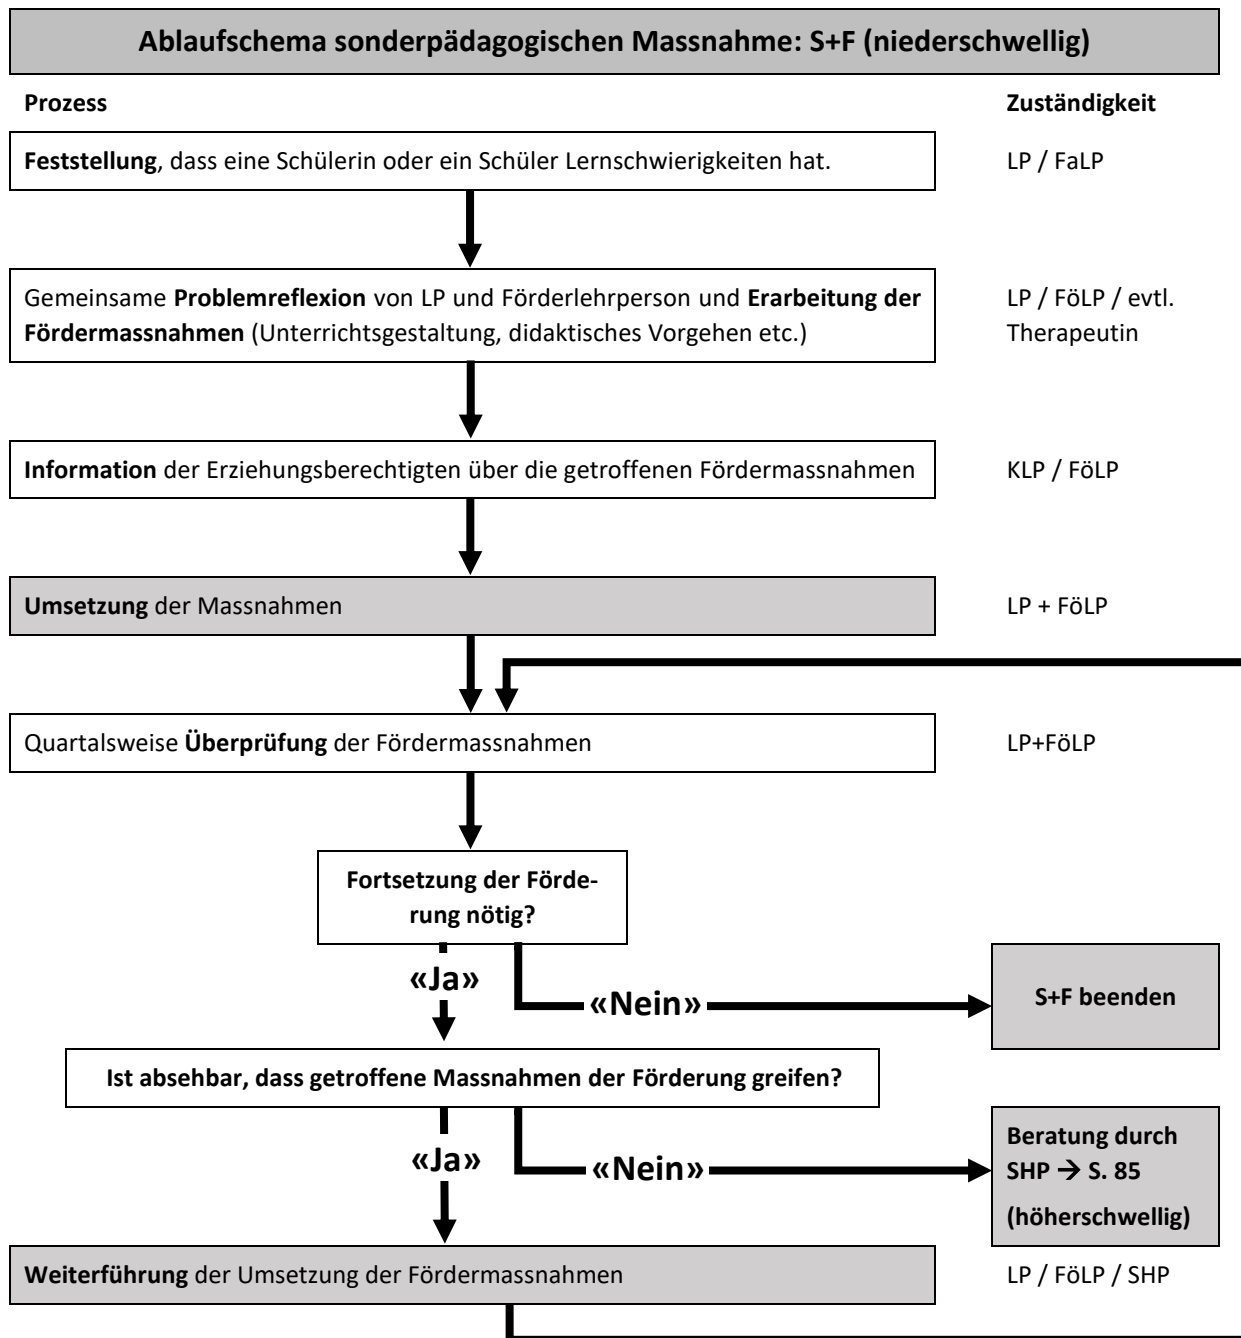 Ablaufschema sonderpädagogischen Massnahme: S+F (niederschwellig)
Prozess
Zuständigkeit
Feststellung, dass eine Schülerin oder ein Schüler Lernschwierigkeiten hat.
LP / FaLP
Gemeinsame Problemreflexion von LP und Förderlehrperson und Erarbeitung der
Fördermassnahmen (Unterrichtsgestaltung, didaktisches Vorgehen etc.)
LP / FöLP / evtl.
Therapeutin
Information der Erziehungsberechtigten über die getroffenen Fördermassnahmen
KLP / FöLP
Umsetzung der Massnahmen
LP + FöLP
Quartalsweise Überprüfung der Fördermassnahmen
LP+FöLP
Fortsetzung der Förde-
rung nötig?
«Ja»
«Nein»
S+F beenden
Ist absehbar, dass getroffene Massnahmen der Förderung greifen?
«Ja»
«Nein»
Beratung durch
SHP → S. 85
(höherschwellig)
Weiterführung der Umsetzung der Fördermassnahmen
LP / FöLP / SHP